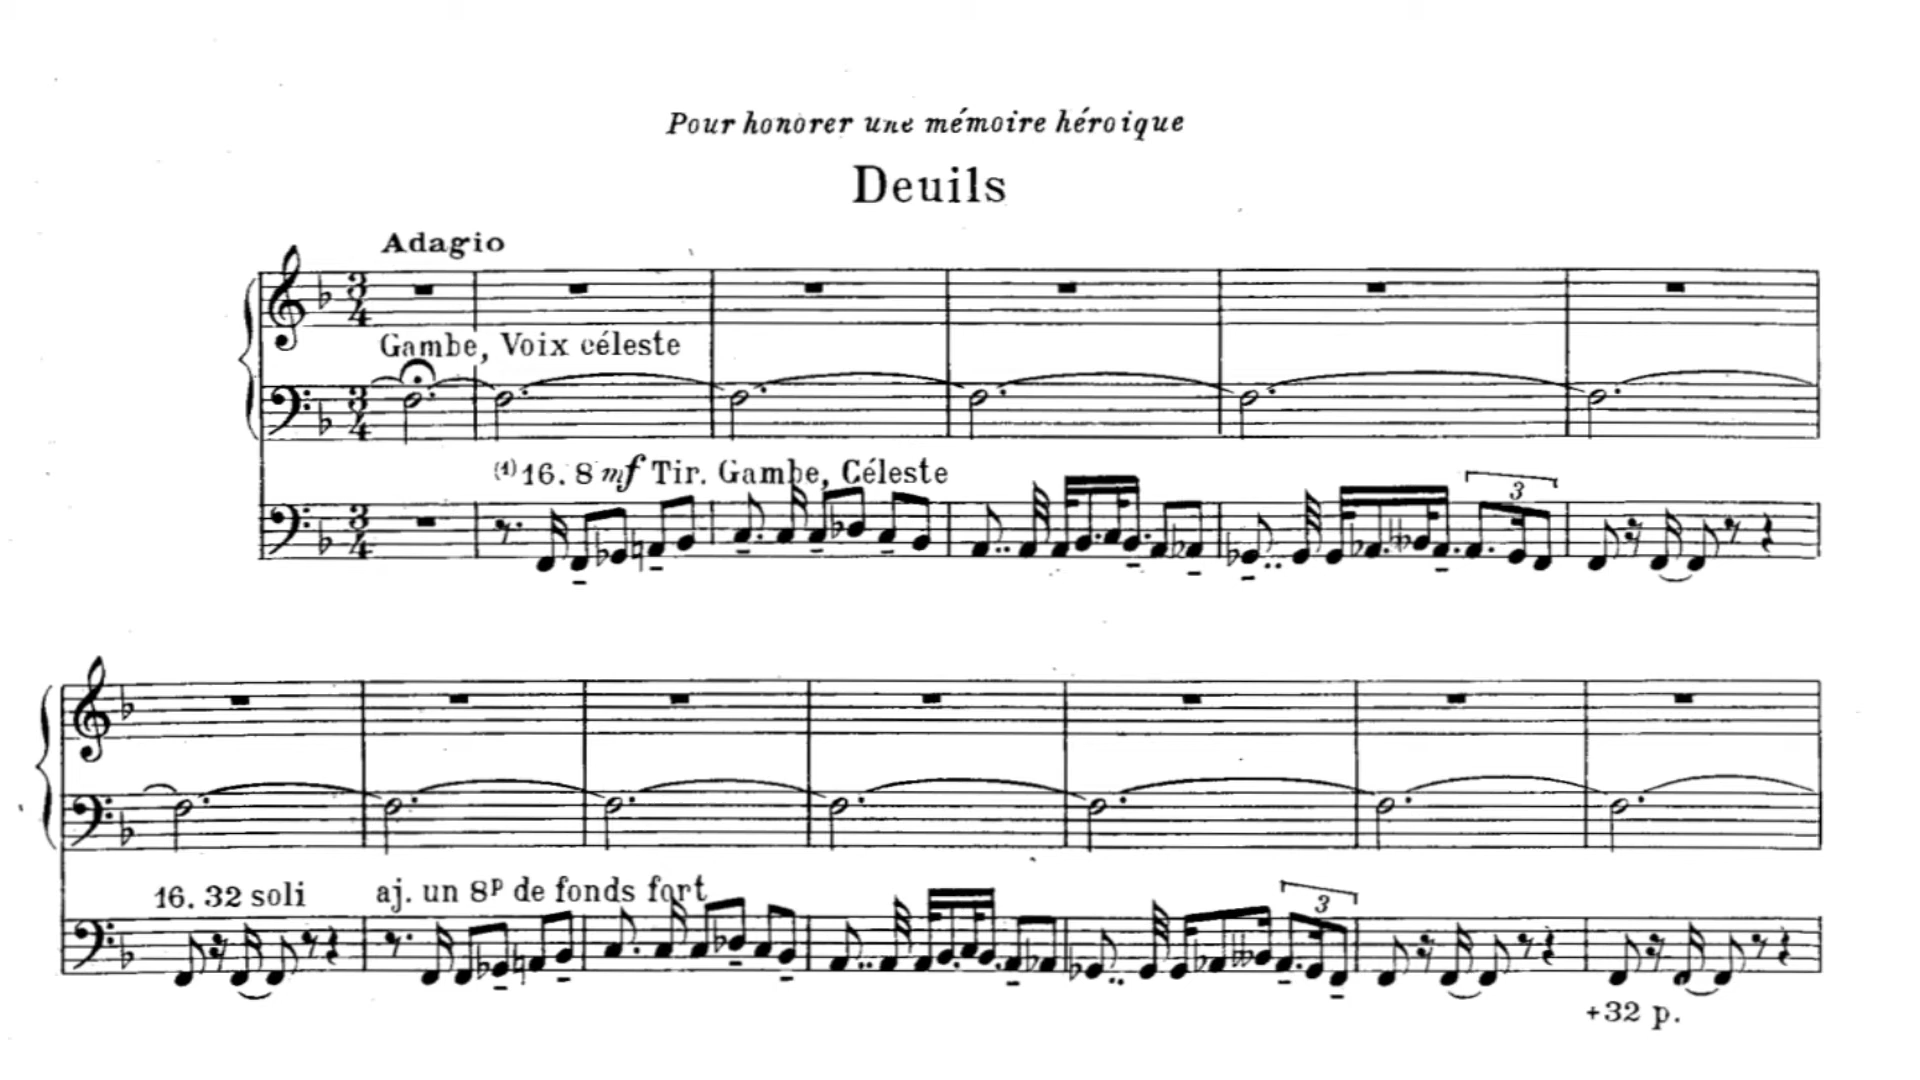 Pour honorer une mémoire héroique
Deuils
Adagio
Gambe, Voix céleste
(1) 16. 8 mf Tir. Gambe, Céleste
3
16. 32 soli aj. un 8p de fonds fort
3
+32 p.